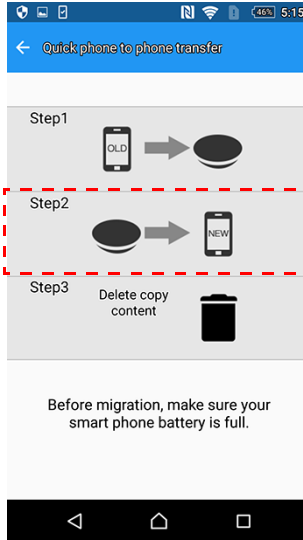 46% 5:15
Quick phone to phone transfer
Step1
OLD
Step2
NEW
Step3
Delete copy
content
Before migration, make sure your
smart phone battery is full.